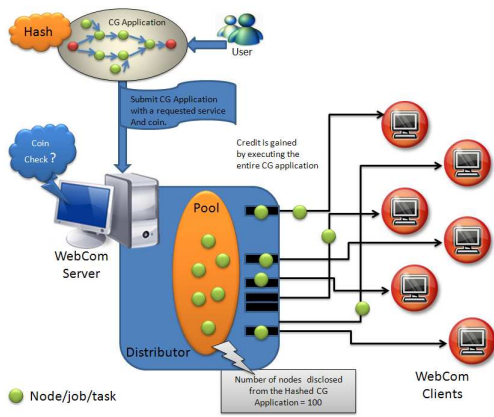 Hash
CG Application
User
Submit CG Application
with a requested service
And coin.
Coin
Check ?
Credit is gained
by executing the
entire CG application
Pool
WebCom
Server
Distributor
Number of nodes disclosed
from the Hashed CG
Application = 100
WebCom
Clients
Node/job/task